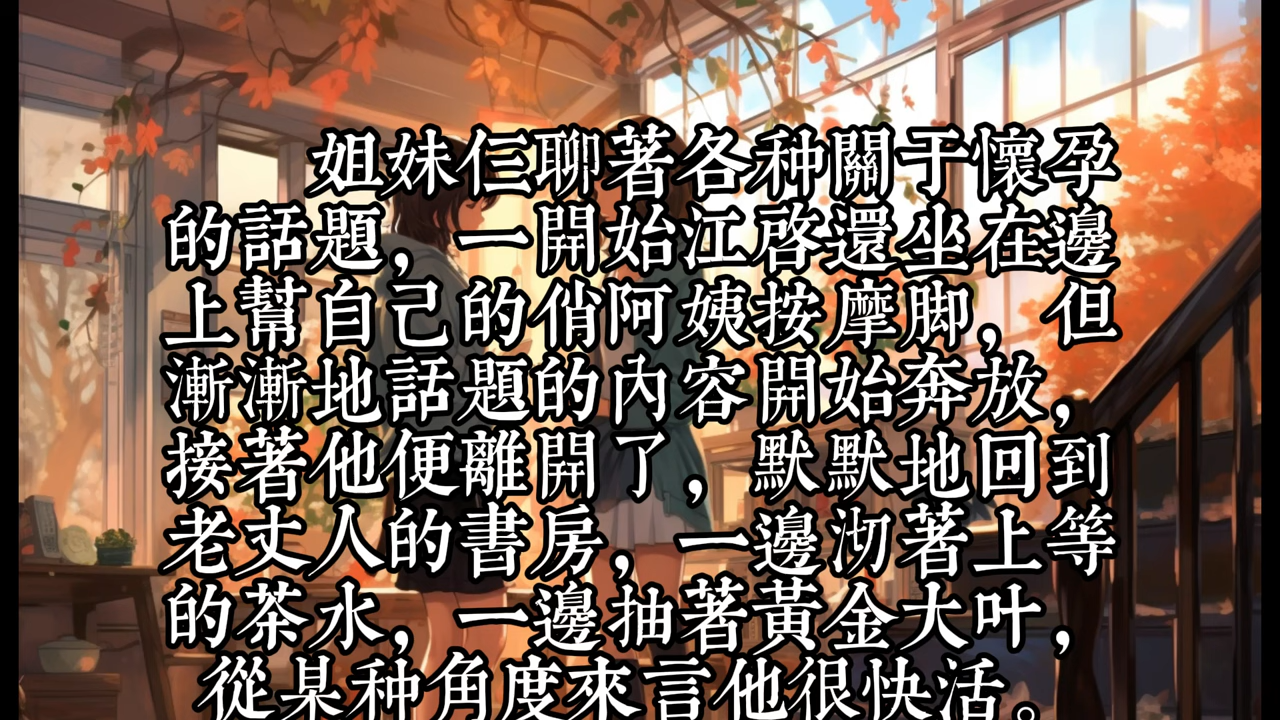 姐妹仨聊著各种關于懷孕
的話題，一開始江啓還坐在邊
上幫自己的俏阿姨按摩脚，但
漸漸地話題的內容開始奔放，
接著他便離開了，默默地回到
老丈人的書房，一邊沏著上等
的茶水，一邊抽著黃金大叶，
從某种角度來言他很快活。